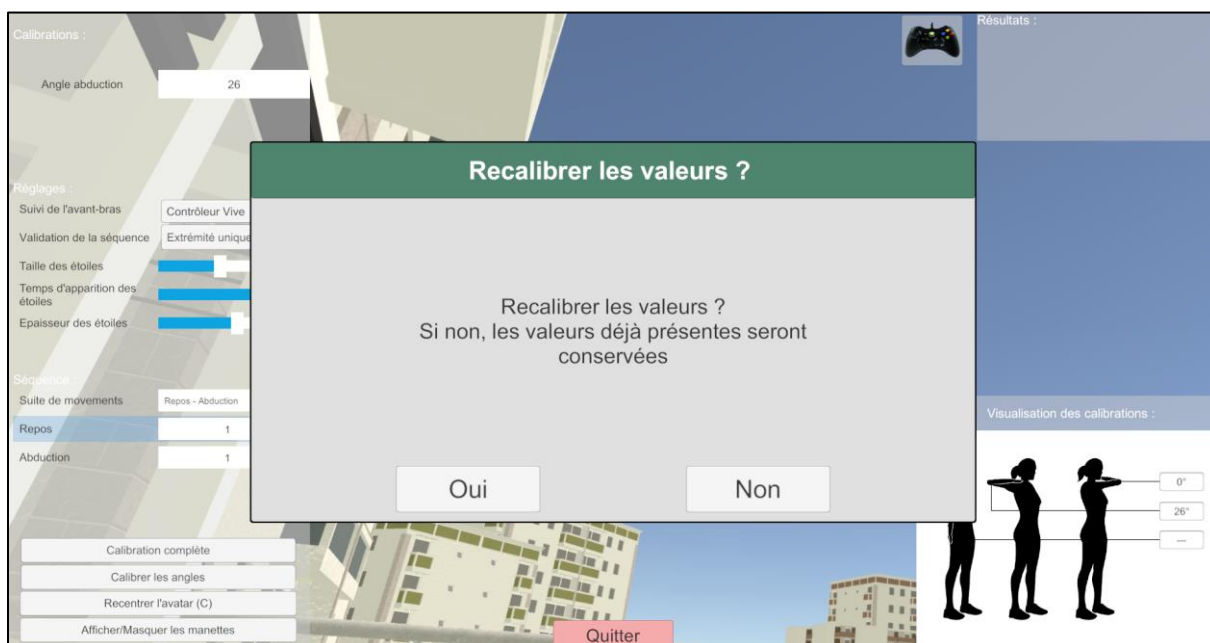 Calibrations :
Résultats :
Angle abduction
26
Recalibrer les valeurs ?
Réglages :
Suivi de l'avant-bras
Contrôleur Vive
Validation de la séquence
Extrémité unique
Taille des étoiles
Temps d'apparition des
étoiles
Epaisseur des étoiles
Recalibrer les valeurs ?
Si non, les valeurs déjà présentes seront
conservées
Séquence :
Suite de movements
Repos - Abduction
Repos
1
Abduction
1
Oui
Non
Visualisation des calibrations :
0°
26°
---
Calibration complète
Calibrer les angles
Recentrer l'avatar (C)
Afficher/Masquer les manettes
Quitter